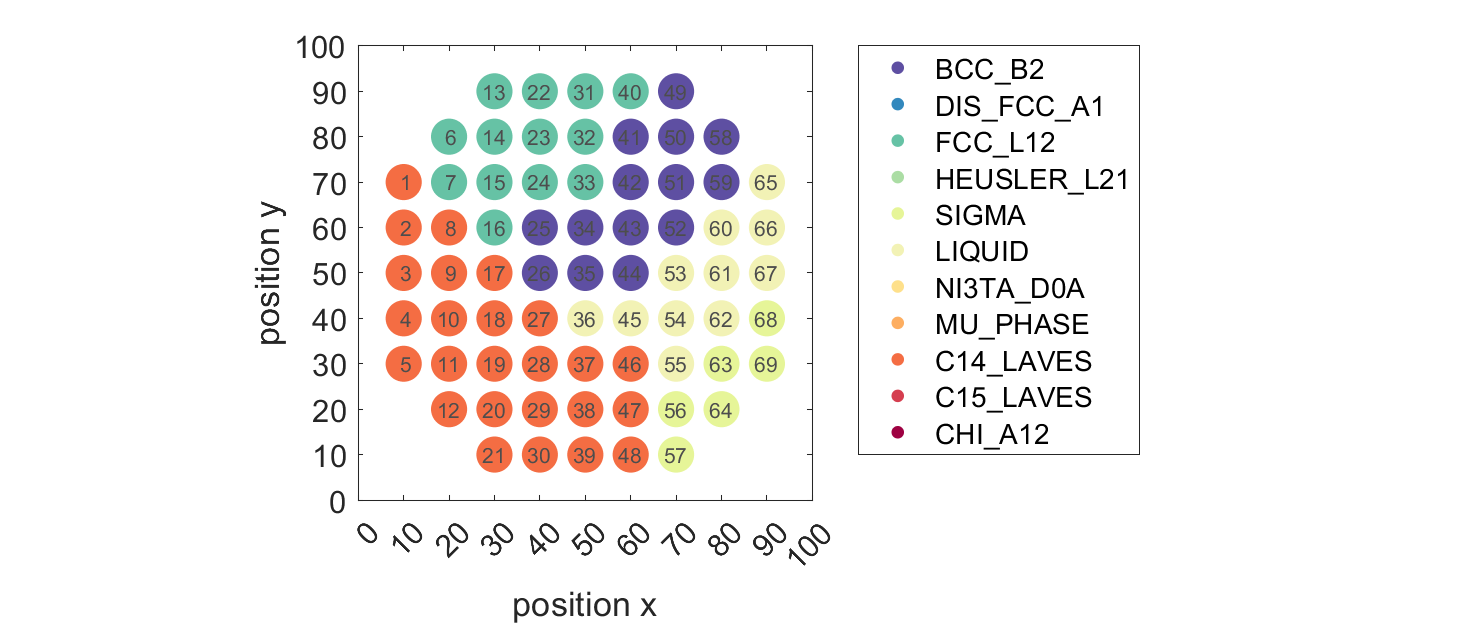 100
90
80
70
60
50
40
30
20
10
0
position y
13 22 31 40 49
6 14 23 32 41 50 58
1 7 15 24 33 42 51 59 65
2 8 16 25 34 43 52 60 66
3 9 17 26 35 44 53 61 67
4 10 18 27 36 45 54 62 68
5 11 19 28 37 46 55 63 69
12 20 29 38 47 56 64
21 30 39 48 57
0 10 20 30 40 50 60 70 80 90 100
position x
BCC_B2
DIS_FCC_A1
FCC_L12
HEUSLER_L21
SIGMA
LIQUID
NI3TA_D0A
MU_PHASE
C14_LAVES
C15_LAVES
CHI_A12